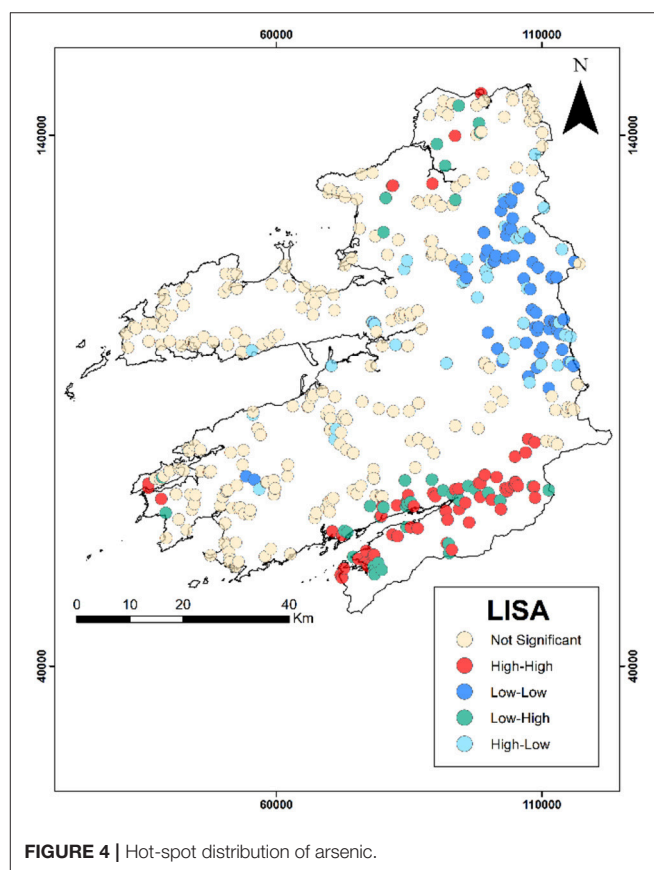 60000 110000
N
140000 140000
LISA
Not Significant
High-High
Low-Low
Low-High
High-Low
0 10 20 40
Km
40000 40000
60000 110000
FIGURE 4 | Hot-spot distribution of arsenic.